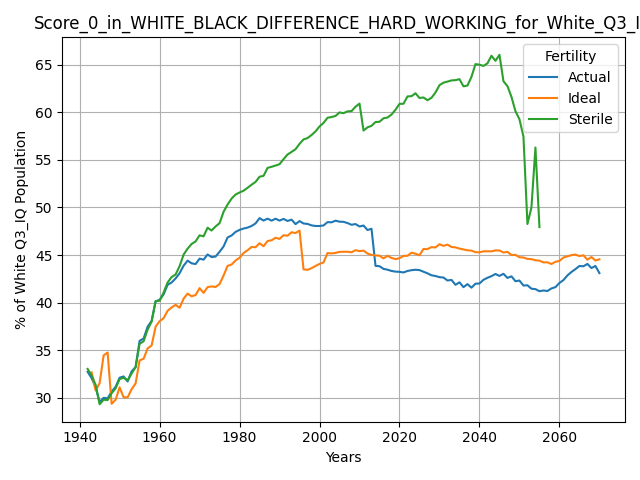 Score_0_in_WHITE_BLACK_DIFFERENCE_HARD_WORKING_for_White_Q3_I
Fertility
Actual
Ideal
Sterile
% of White Q3_IQ Population
65
60
55
50
45
40
35
30
1940
1960
1980
2000
2020
2040
2060
Years